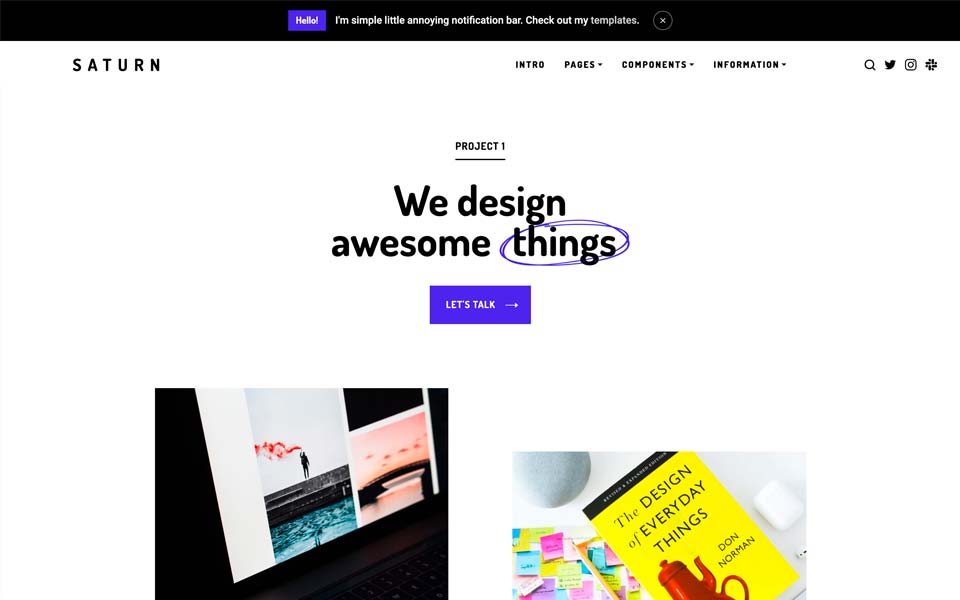 Hello! I'm simple little annoying notification bar. Check out my templates.
SATURN
INTRO PAGES COMPONENTS INFORMATION
PROJECT 1
We design
awesome things
LET'S TALK
REVISED & EXPANDED EDITION
The DESIGN
of EVERYDAY
THINGS
DON
NORMAN